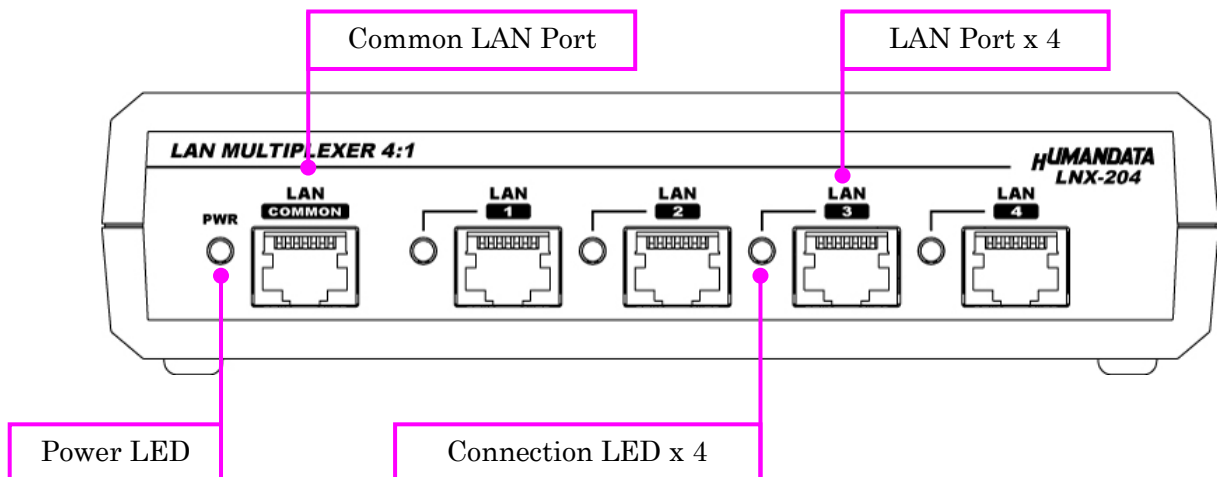 Common LAN Port
LAN Port x 4
LAN MULTIPLEXER 4:1
HUMANDATA
LNX-204
PWR
LAN
COMMON
LAN
1
LAN
2
LAN
3
LAN
4
Power LED
Connection LED x 4